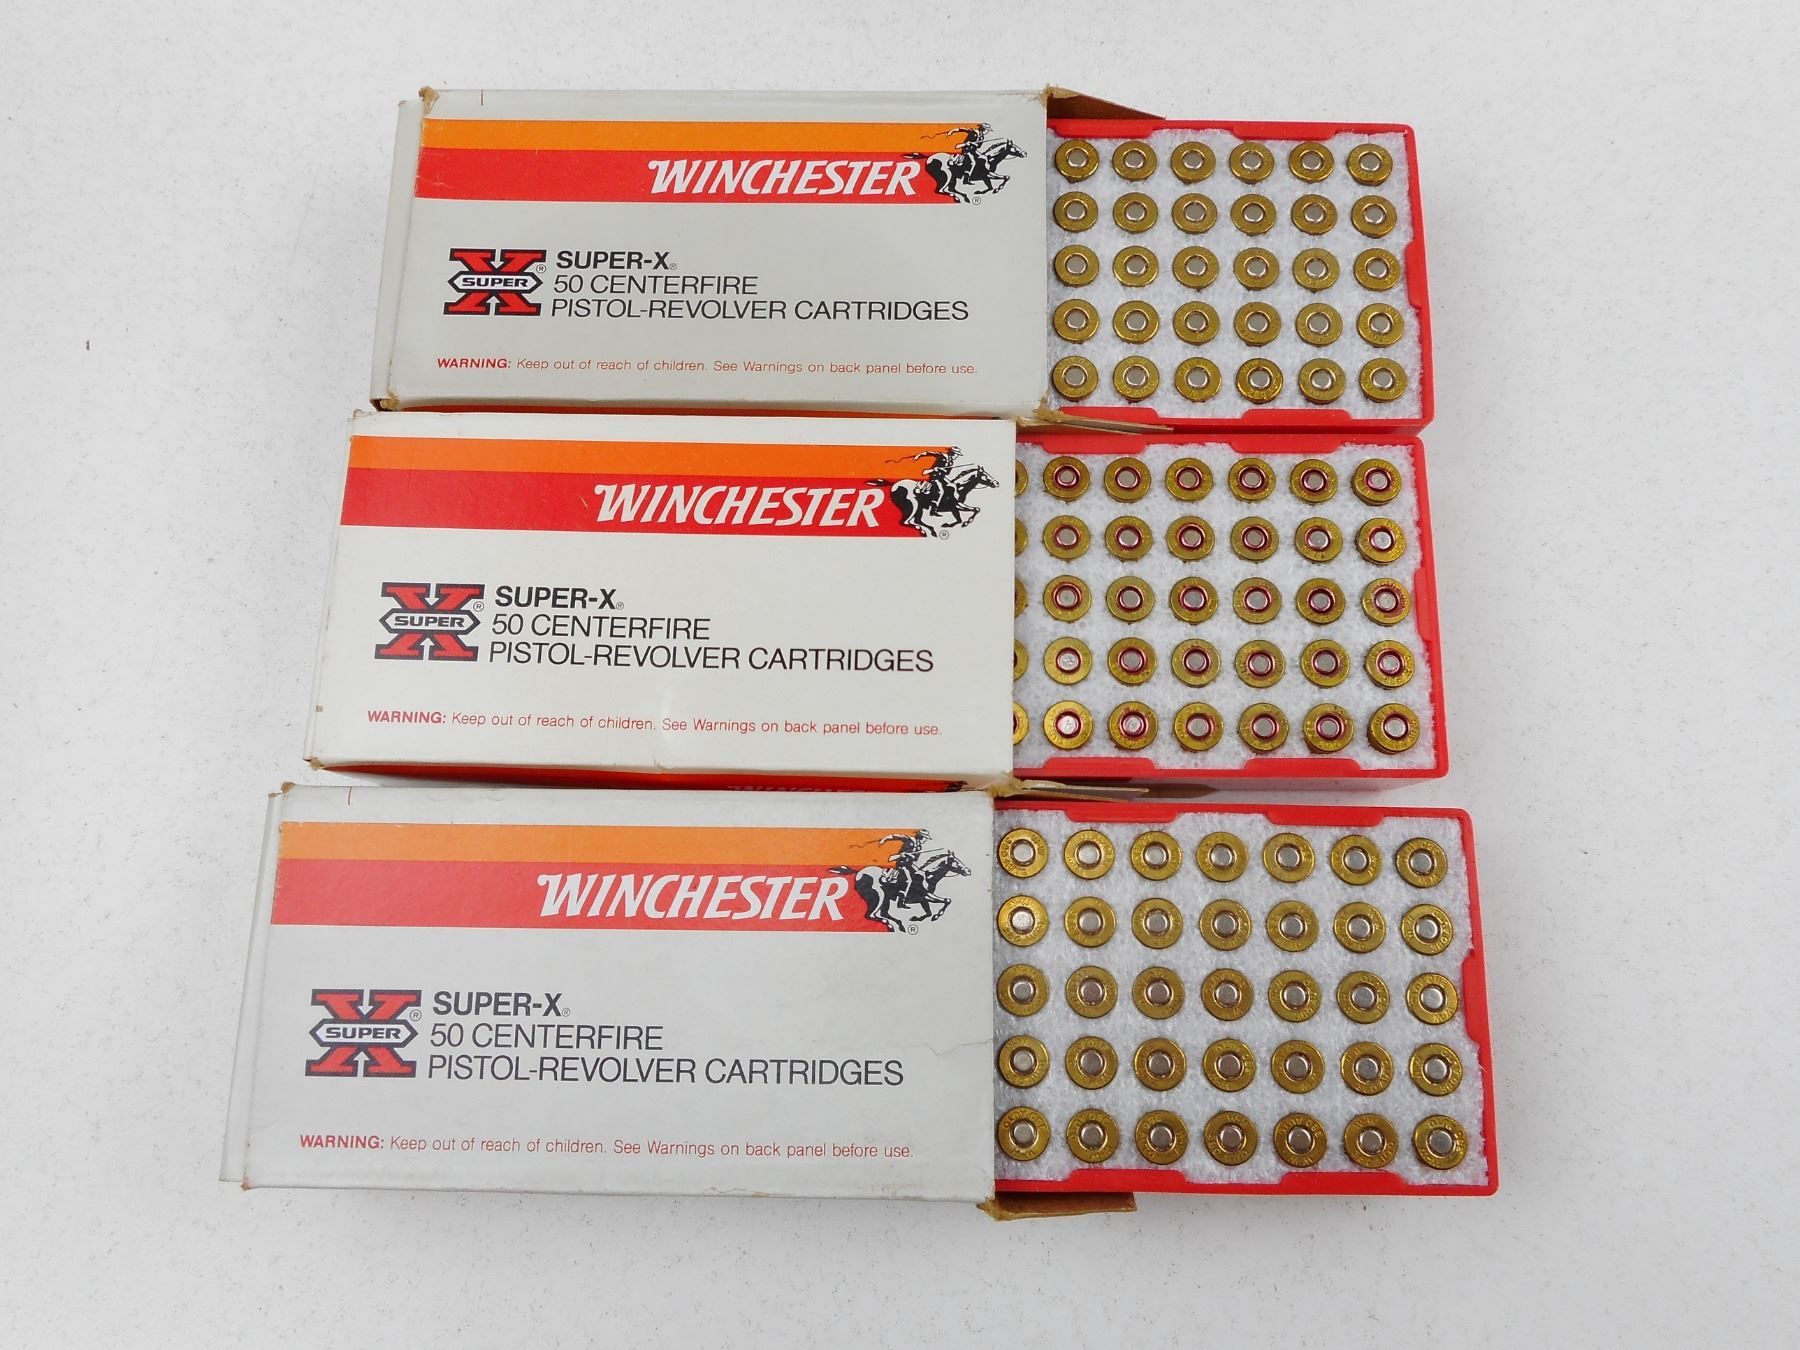 WINCHESTER
®
SUPER
®
SUPER-X®
50 CENTERFIRE
PISTOL-REVOLVER CARTRIDGES
WARNING: Keep out of reach of children. See Warnings on back panel before use.
WINCHESTER
®
SUPER
®
SUPER-X®
50 CENTERFIRE
PISTOL-REVOLVER CARTRIDGES
WARNING: Keep out of reach of children. See Warnings on back panel before use.
WINCHESTER
WINCHESTER
®
SUPER
®
SUPER-X®
50 CENTERFIRE
PISTOL-REVOLVER CARTRIDGES
WARNING: Keep out of reach of children. See Warnings on back panel before use.